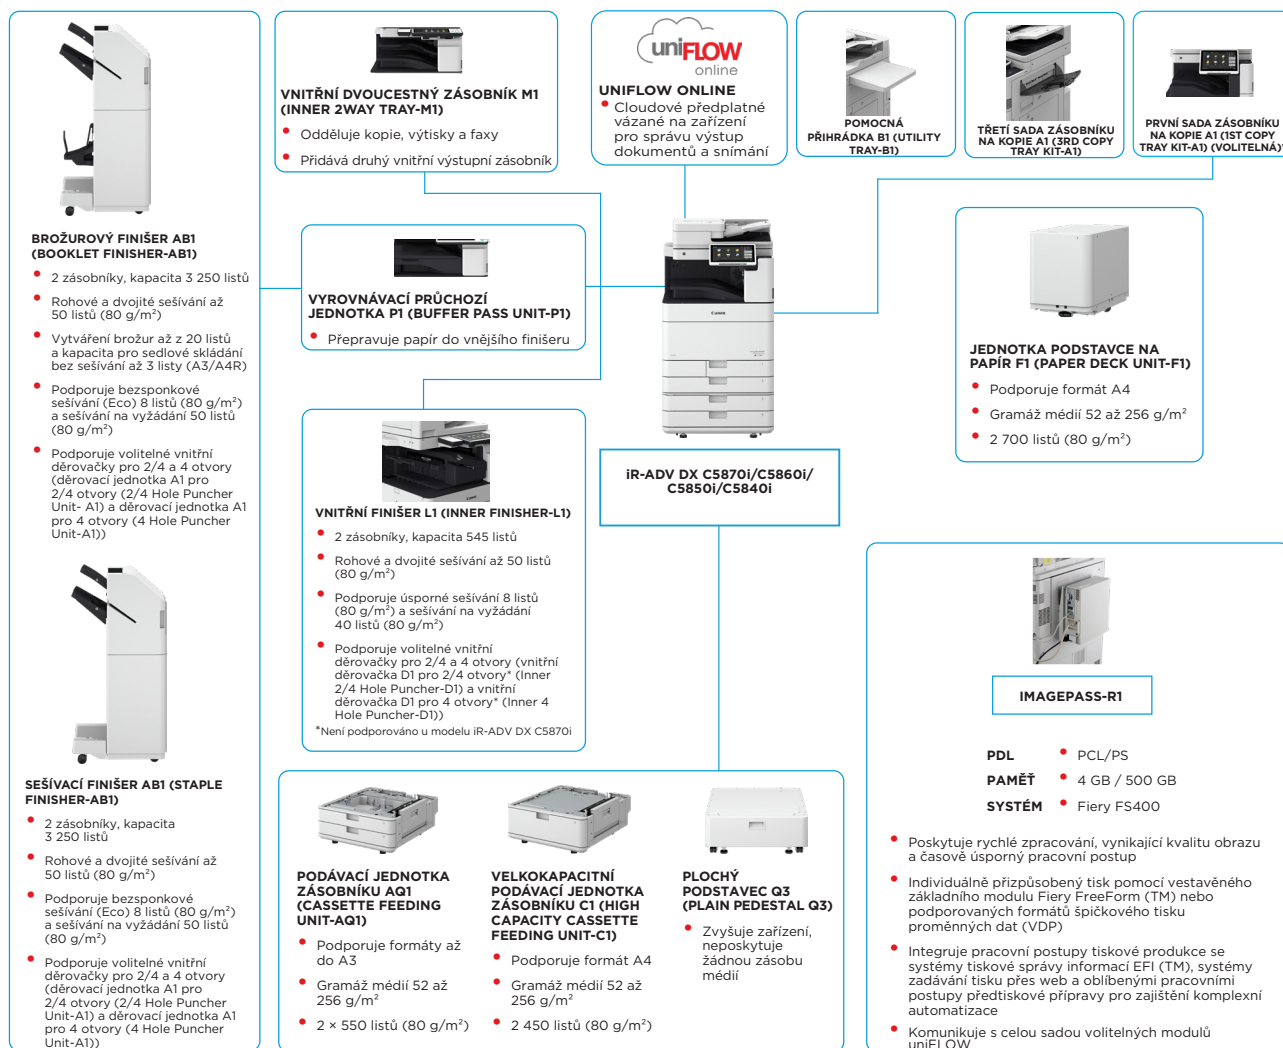 BROŽUROVÝ FINIŠER AB1
(BOOKLET FINISHER-AB1)
• 2 zásobníky, kapacita 3 250 listů
• Rohové a dvojité sešívání až
50 listů (80 g/m²)
• Vytváření brožur až z 20 listů
a kapacita pro sedlové skládání
bez sešívání až 3 listy (A3/A4R)
• Podporuje bezsponkové
sešívání (Eco) 8 listů (80 g/m²)
a sešívání na vyžádání 50 listů
(80 g/m²)
• Podporuje volitelné vnitřní
děrovačky pro 2/4 a 4 otvory
(děrovací jednotka A1 pro
2/4 otvory (2/4 Hole Puncher
Unit- A1) a děrovací jednotka A1
pro 4 otvory (4 Hole Puncher
Unit-A1))
SEŠÍVACÍ FINIŠER AB1 (STAPLE
FINISHER-AB1)
• 2 zásobníky, kapacita
3 250 listů
• Rohové a dvojité sešívání až
50 listů (80 g/m²)
• Podporuje bezsponkové
sešívání (Eco) 8 listů (80 g/m²)
a sešívání na vyžádání 50 listů
(80 g/m²)
• Podporuje volitelné vnitřní
děrovačky pro 2/4 a 4 otvory
(děrovací jednotka A1 pro
2/4 otvory (2/4 Hole Puncher
Unit-A1) a děrovací jednotka A1
pro 4 otvory (4 Hole Puncher
Unit-A1))
VNITŘNÍ DVOUCESTNÝ ZÁSOBNÍK M1
(INNER 2WAY TRAY-M1)
• Odděluje kopie, výtisky a faxy
• Přidává druhý vnitřní výstupní zásobník
uniFLOW
online
UNIFLOW ONLINE
• Cloudové předplatné
vázané na zařízení
pro správu výstup
dokumentů a snímání
POMOCNÁ
PŘIHRÁDKA B1 (UTILITY
TRAY-B1)
TŘETÍ SADA ZÁSOBNÍKU
NA KOPIE A1 (3RD COPY
TRAY KIT-A1)
PRVNÍ SADA ZÁSOBNÍKU
NA KOPIE A1 (1ST COPY
TRAY KIT-A1) (VOLITELNÁ)*
VYROVNÁVACÍ PRŮCHOZÍ
JEDNOTKA P1 (BUFFER PASS UNIT-P1)
• Přepravuje papír do vnějšího finišeru
Canon
JEDNOTKA PODSTAVCE NA
PAPÍR F1 (PAPER DECK UNIT-F1)
• Podporuje formát A4
• Gramáž médií 52 až 256 g/m²
• 2 700 listů (80 g/m²)
VNITŘNÍ FINIŠER L1 (INNER FINISHER-L1)
• 2 zásobníky, kapacita 545 listů
• Rohové a dvojité sešívání až 50 listů
(80 g/m²)
• Podporuje úsporné sešívání 8 listů
(80 g/m²) a sešívání na vyžádání
40 listů (80 g/m²)
• Podporuje volitelné vnitřní
děrovačky pro 2/4 a 4 otvory (vnitřní
děrovačka D1 pro 2/4 otvory* (Inner
2/4 Hole Puncher-D1) a vnitřní
děrovačka D1 pro 4 otvory* (Inner 4
Hole Puncher-D1))
*Není podporováno u modelu iR-ADV DX C5870i
iR-ADV DX C5870i/C5860i/
C5850i/C5840i
PODÁVACÍ JEDNOTKA
ZÁSOBNÍKU AQ1
(CASSETTE FEEDING
UNIT-AQ1)
• Podporuje formáty až
do A3
• Gramáž médií 52 až
256 g/m²
• 2 × 550 listů (80 g/m²)
VELKOKAPACITNÍ
PODÁVACÍ JEDNOTKA
ZÁSOBNÍKU C1 (HIGH
CAPACITY CASSETTE
FEEDING UNIT-C1)
• Podporuje formát A4
• Gramáž médií 52 až
256 g/m²
• 2 450 listů (80 g/m²)
PLOCHÝ
PODSTAVEC Q3
(PLAIN PEDESTAL Q3)
• Zvyšuje zařízení,
neposkytuje
žádnou zásobu
médií
IMAGEPASS-R1
PDL • PCL/PS
PAMĚŤ • 4 GB / 500 GB
SYSTÉM • Fiery FS400
• Poskytuje rychlé zpracování, vynikající kvalitu obrazu
a časově úsporný pracovní postup
• Individuálně přizpůsobený tisk pomocí vestavěného
základního modulu Fiery FreeForm (TM) nebo
podporovaných formátů špičkového tisku
proměnných dat (VDP)
• Integruje pracovní postupy tiskové produkce se
systémy tiskové správy informací EFI (TM), systémy
zadávání tisku přes web a oblíbenými pracovními
postupy předtiskové přípravy pro zajištění komplexní
automatizace
• Komunikuje s celou sadou volitelných modulů
uniFLOW